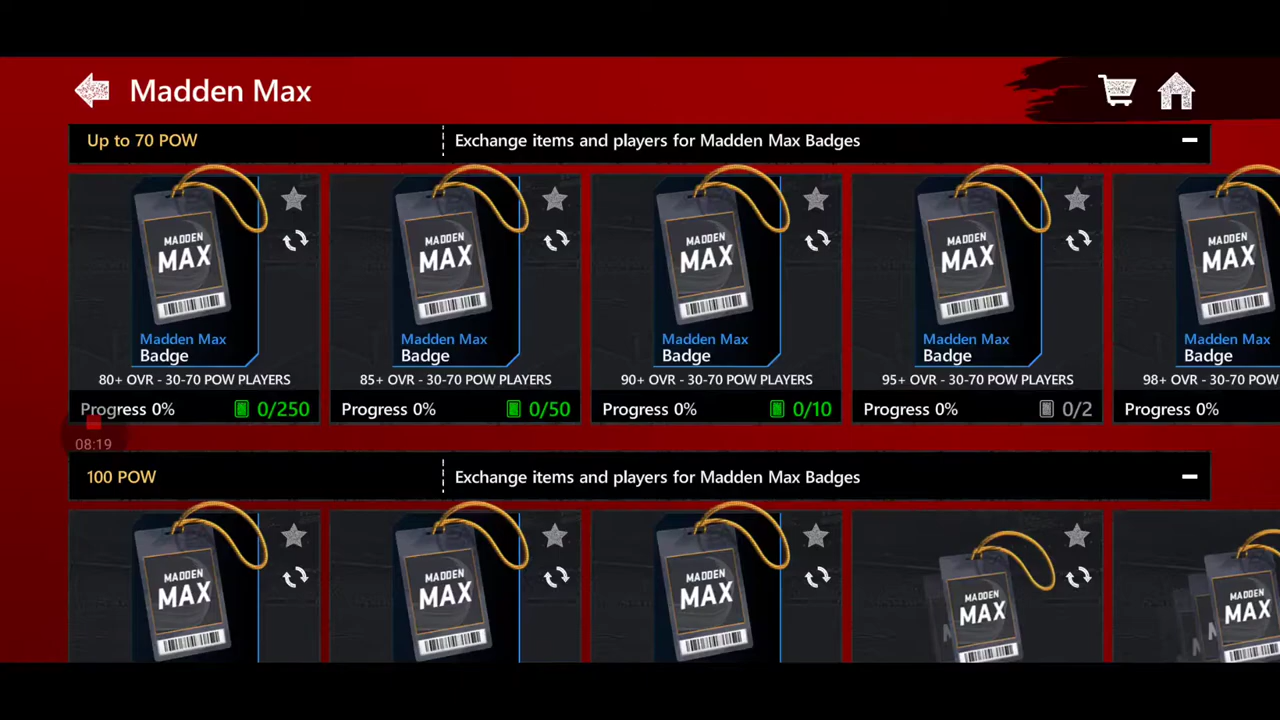 Madden Max
Up to 70 POW
Exchange items and players for Madden Max Badges
MADDEN MAX
Madden Max
Badge
80+ OVR - 30-70 POW PLAYERS
Progress 0%
0/250
MADDEN MAX
Madden Max
Badge
85+ OVR - 30-70 POW PLAYERS
Progress 0%
0/50
MADDEN MAX
Madden Max
Badge
90+ OVR - 30-70 POW PLAYERS
Progress 0%
0/10
MADDEN MAX
Madden Max
Badge
95+ OVR - 30-70 POW PLAYERS
Progress 0%
0/2
MADDEN MAX
Madden Max
Badge
98+ OVR - 30-70 POW
Progress 0%
08:19
100 POW
Exchange items and players for Madden Max Badges
MADDEN MAX
MADDEN MAX
MADDEN MAX
MADDEN MAX
MADDEN MAX